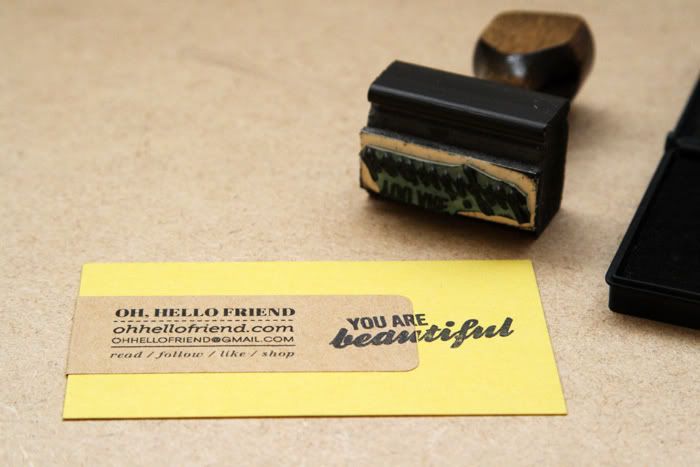 OH, HELLO FRIEND
ohhellofriend.com
OHHELLOFRIEND@GMAIL.COM
read / follow / like / shop
YOU ARE
beautiful